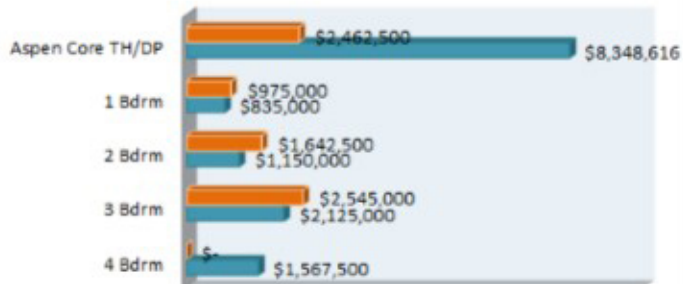 $2,462,500
Aspen Core TH/DP
$8,348,616
$975,000
1 Bdrm
$835,000
$1,642,500
2 Bdrm
$1,150,000
$2,545,000
3 Bdrm
$2,125,000
$-
4 Bdrm
$1,567,500